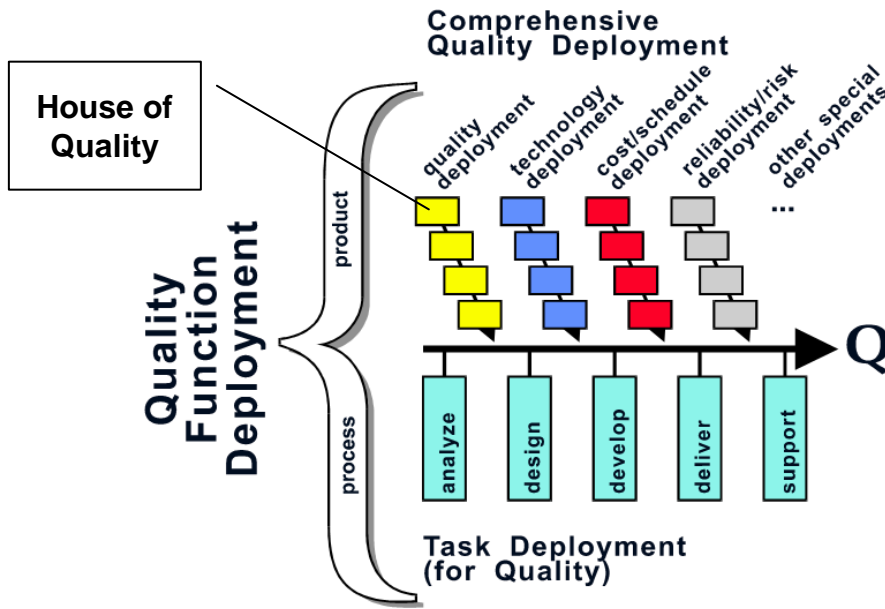 Comprehensive
Quality Deployment
House of
Quality
quality
deployment
technology
deployment
cost/schedule
deployment
reliability/risk
deployment
other special
deployments
...
product
Quality
Function
Deployment
Q
process
analyze
design
develop
deliver
support
Task Deployment
(for Quality)